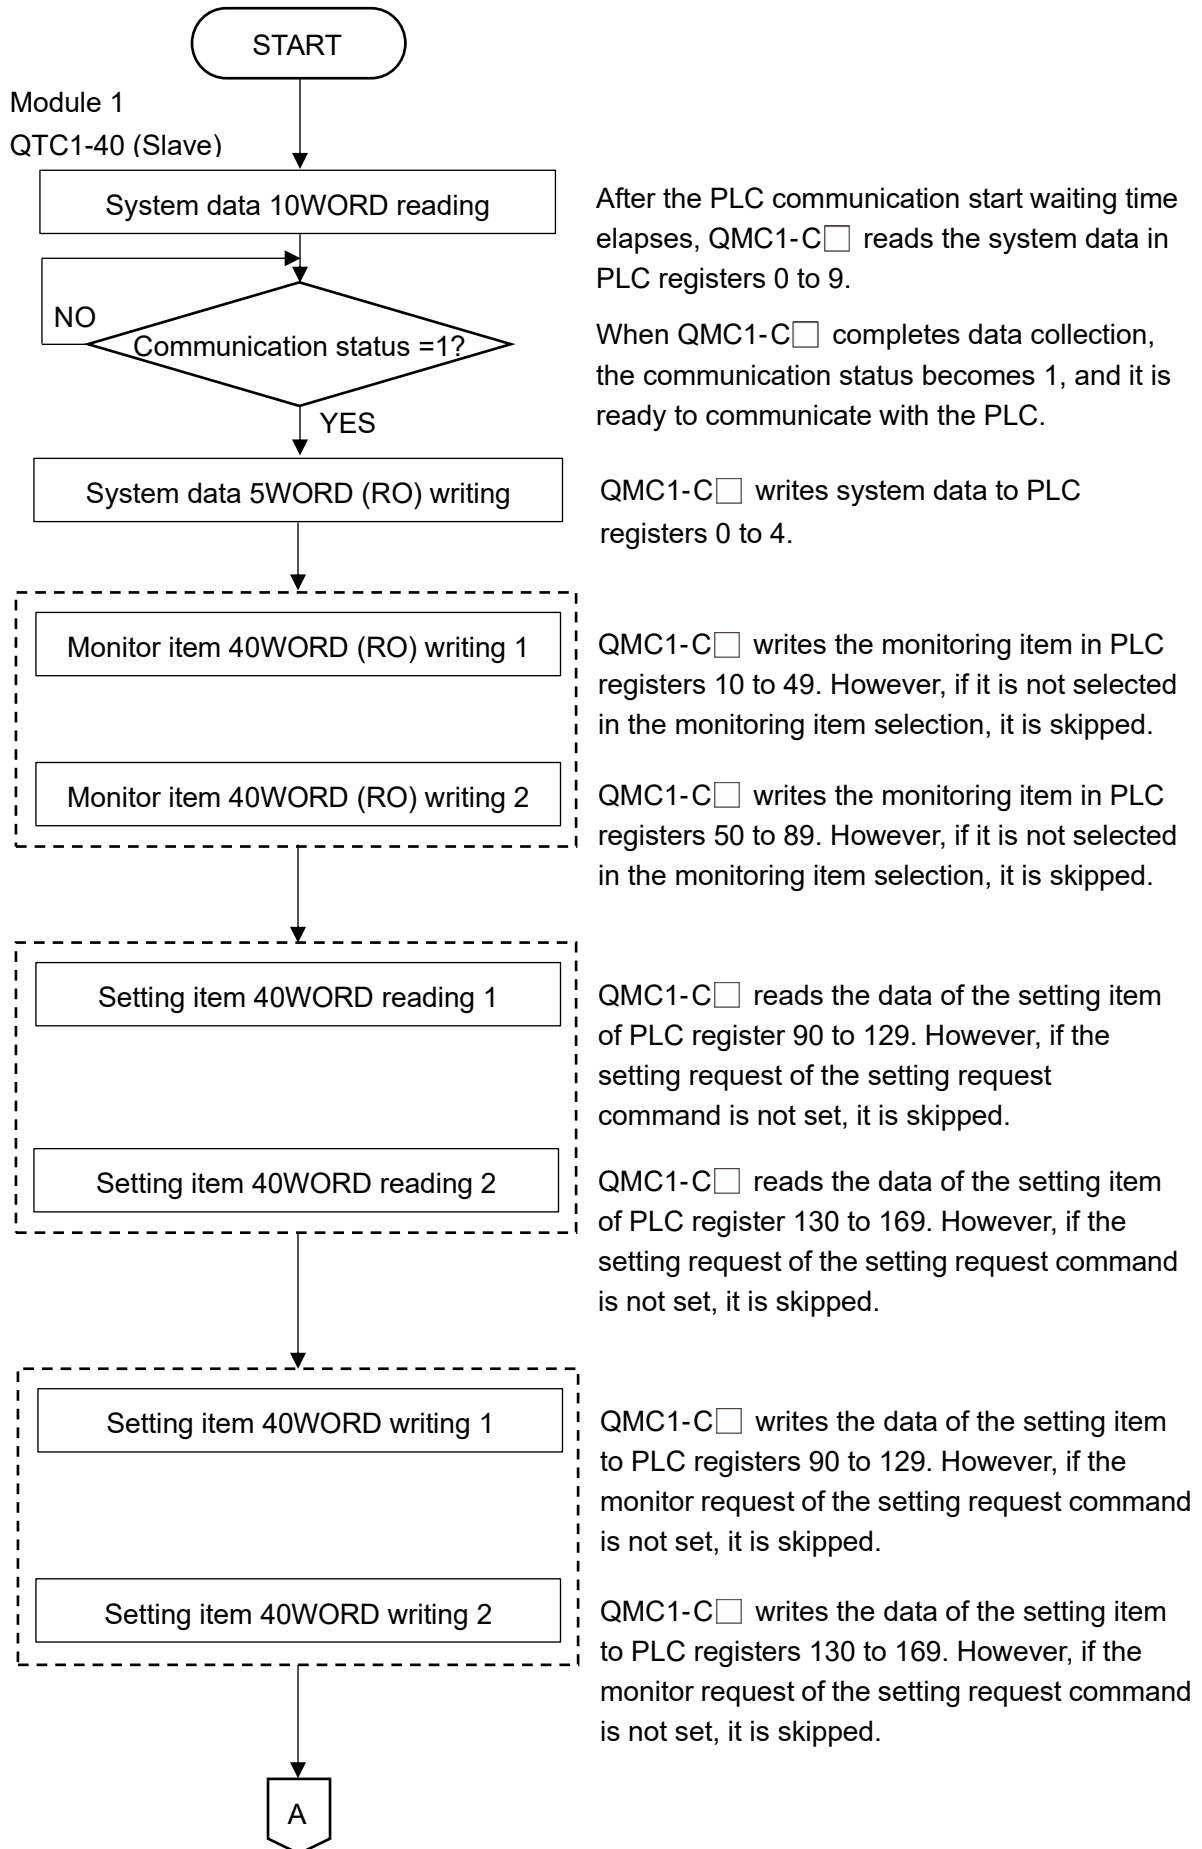 START
Module 1
QTC1-40 (Slave)
System data 10WORD reading
After the PLC communication start waiting time
elapses, QMC1-C□ reads the system data in
PLC registers 0 to 9.
NO
Communication status =1?
When QMC1-C□ completes data collection,
the communication status becomes 1, and it is
ready to communicate with the PLC.
YES
System data 5WORD (RO) writing
QMC1-C□ writes system data to PLC
registers 0 to 4.
Monitor item 40WORD (RO) writing 1
QMC1-C□ writes the monitoring item in PLC
registers 10 to 49. However, if it is not selected
in the monitoring item selection, it is skipped.
Monitor item 40WORD (RO) writing 2
QMC1-C□ writes the monitoring item in PLC
registers 50 to 89. However, if it is not selected
in the monitoring item selection, it is skipped.
Setting item 40WORD reading 1
QMC1-C□ reads the data of the setting item
of PLC register 90 to 129. However, if the
setting request of the setting request
command is not set, it is skipped.
Setting item 40WORD reading 2
QMC1-C□ reads the data of the setting item
of PLC register 130 to 169. However, if the
setting request of the setting request command
is not set, it is skipped.
Setting item 40WORD writing 1
QMC1-C□ writes the data of the setting item
to PLC registers 90 to 129. However, if the
monitor request of the setting request command
is not set, it is skipped.
Setting item 40WORD writing 2
QMC1-C□ writes the data of the setting item
to PLC registers 130 to 169. However, if the
monitor request of the setting request command
is not set, it is skipped.
A